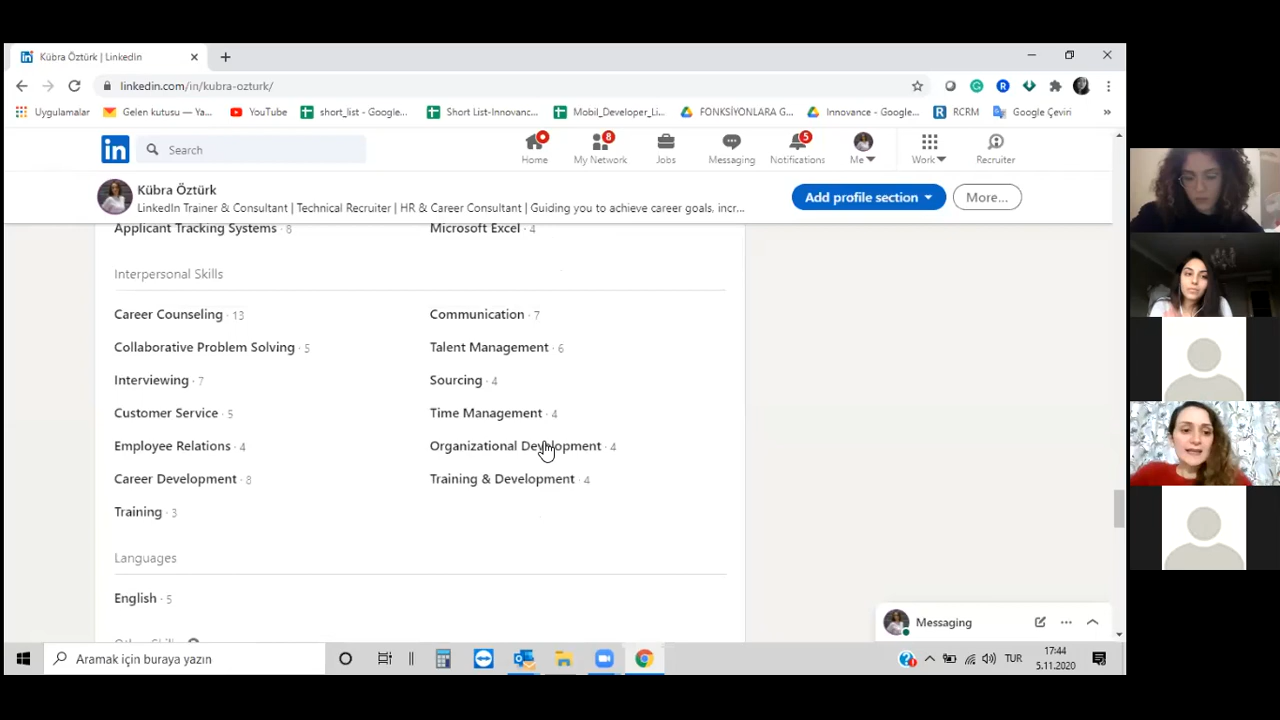 Kübra Öztürk | LinkedIn
linkedin.com/in/kubra-ozturk/
Uygulamalar Gelen kutusu — Ya... YouTube short_list - Google... Short List-Innovanc... Mobil_Developer_Li... FONKSİYONLARA G... Innovance - Google... RCRM Google Çeviri »
in Search
8 5
Home My Network Jobs Messaging Notifications Me Work Recruiter
Kübra Öztürk
LinkedIn Trainer & Consultant | Technical Recruiter | HR & Career Consultant | Guiding you to achieve career goals, incr...
Add profile section More...
Applicant Tracking Systems · 8 Microsoft Excel · 4
Interpersonal Skills
Career Counseling · 13 Communication · 7
Collaborative Problem Solving · 5 Talent Management · 6
Interviewing · 7 Sourcing · 4
Customer Service · 5 Time Management · 4
Employee Relations · 4 Organizational Development · 4
Career Development · 8 Training & Development · 4
Training · 3
Languages
English · 5
Messaging
Aramak için buraya yazın
TUR 17:44
5.11.2020